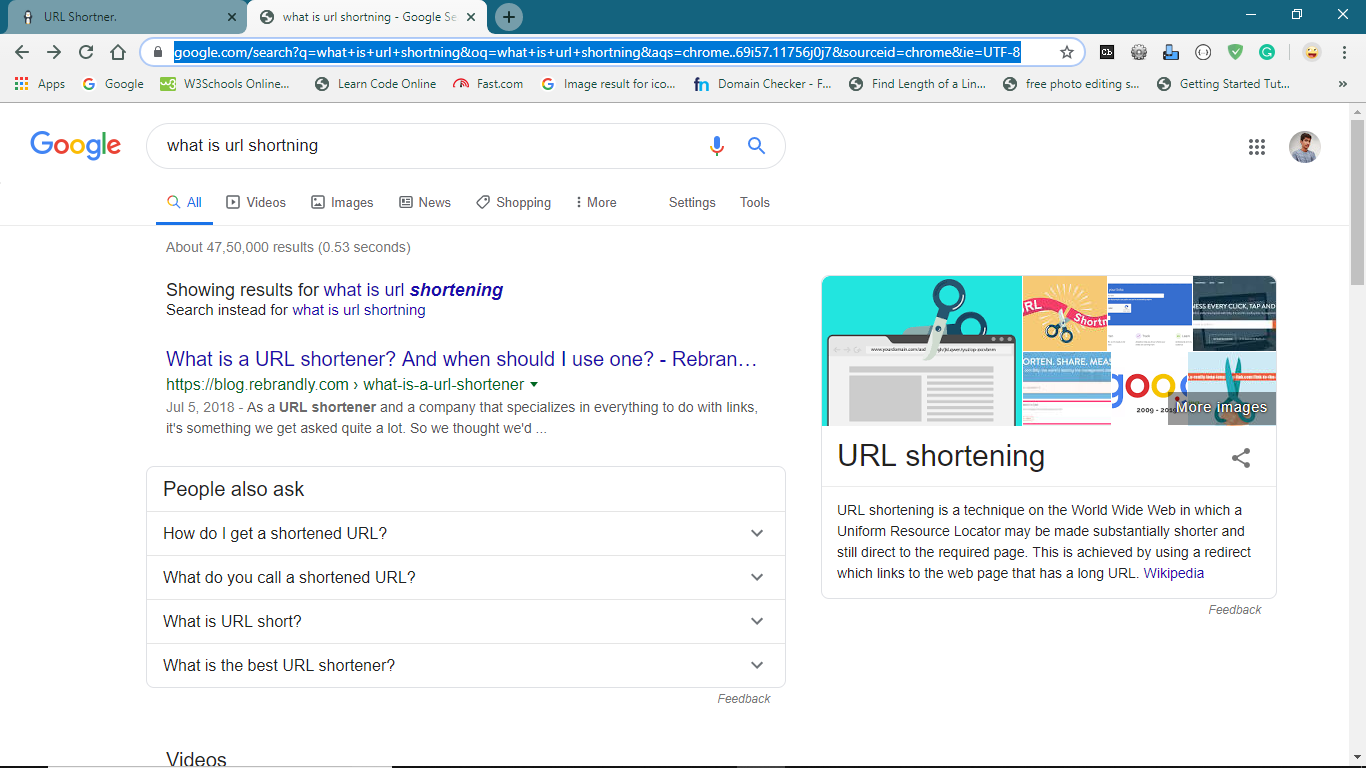 URL Shortner.
what is url shortning - Google Se
google.com/search?q=what+is+url+shortning&oq=what+is+url+shortning&aqs=chrome..69i57.11756j0j7&sourceid=chrome&ie=UTF-8
Apps Google W3Schools Online... Learn Code Online Fast.com Image result for ico... Domain Checker - F... Find Length of a Lin... free photo editing s... Getting Started Tut... »
Google
what is url shortning
All Videos Images News Shopping More Settings Tools
About 47,50,000 results (0.53 seconds)
Showing results for what is url shortening
Search instead for what is url shortning
What is a URL shortener? And when should I use one? - Rebran...
https://blog.rebrandly.com › what-is-a-url-shortener
Jul 5, 2018 - As a URL shortener and a company that specializes in everything to do with links,
it's something we get asked quite a lot. So we thought we'd ...
People also ask
How do I get a shortened URL?
What do you call a shortened URL?
What is URL short?
What is the best URL shortener?
Feedback
Videos
More images
URL shortening
URL shortening is a technique on the World Wide Web in which a
Uniform Resource Locator may be made substantially shorter and
still direct to the required page. This is achieved by using a redirect
which links to the web page that has a long URL. Wikipedia
Feedback